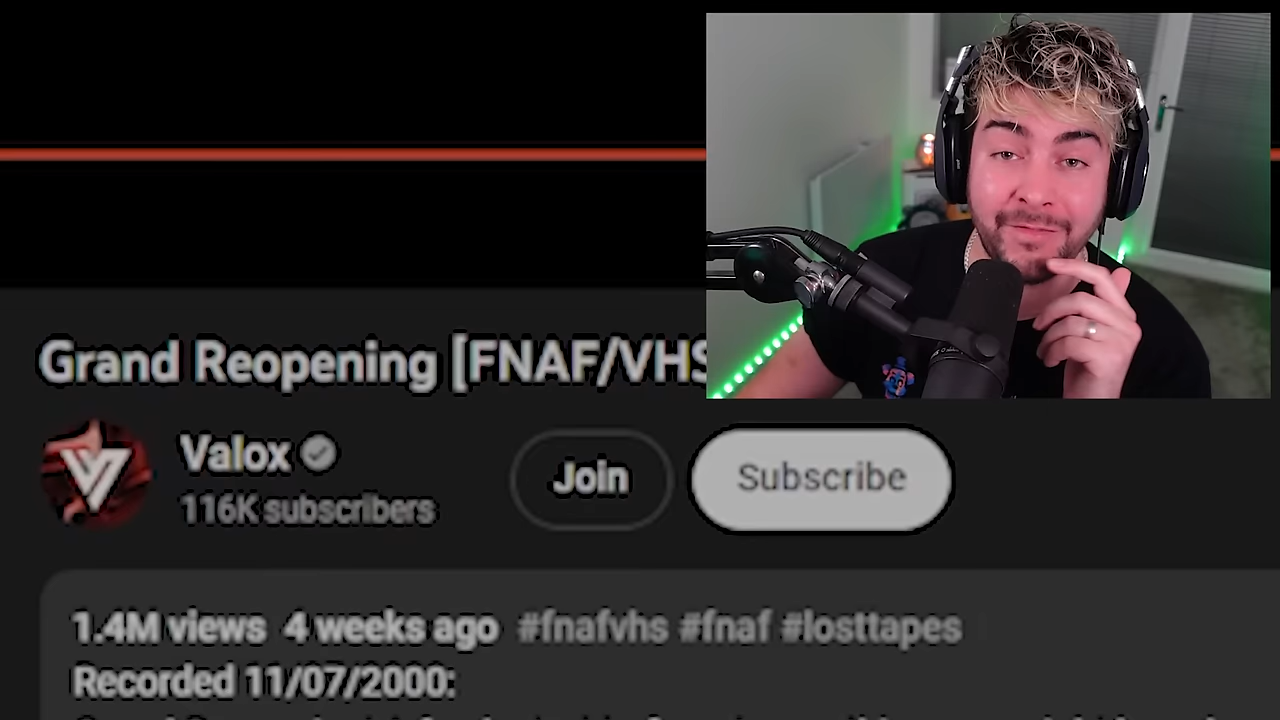 Grand Reopening [FNAF/VHS
Valox
116K subscribers
Join
Subscribe
1.4M views 4 weeks ago #fnafvhs #fnaf #losttapes
Recorded 11/07/2000: